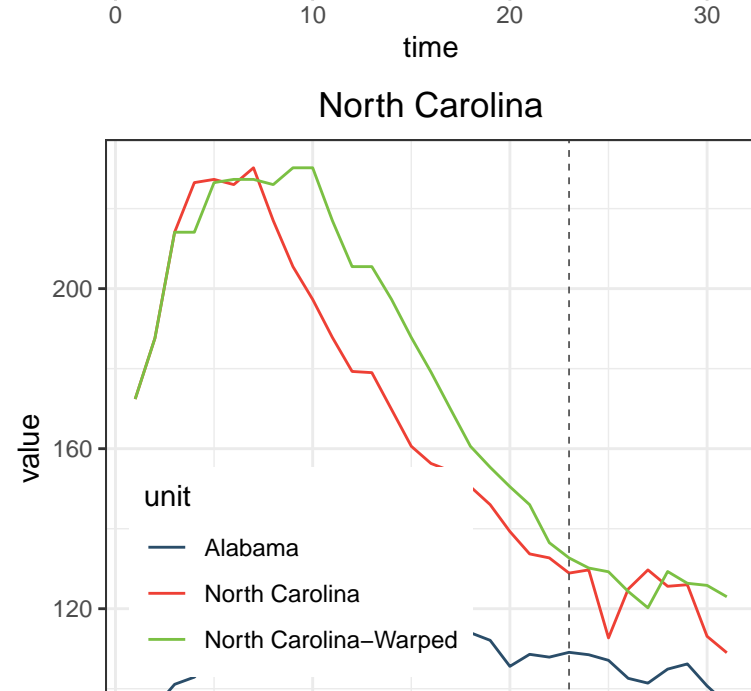 0 10 20 30
time
North Carolina
200
160
120
value
unit
Alabama
North Carolina
North Carolina−Warped